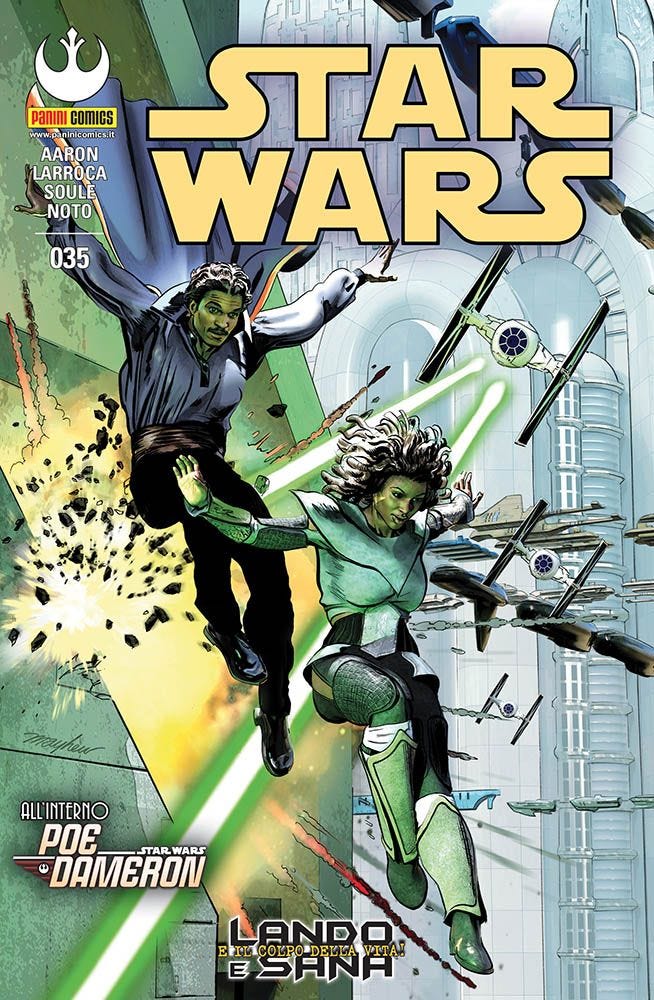 STAR
WARS
PANINI COMICS
www.paninicomics.it
AARON
LARROCA
SOULE
NOTO
035
Mayhew
ALL'INTERNO
STAR WARS
POE
DAMERON
LANDO
E IL COLPO DELLA VITA!
E SANA